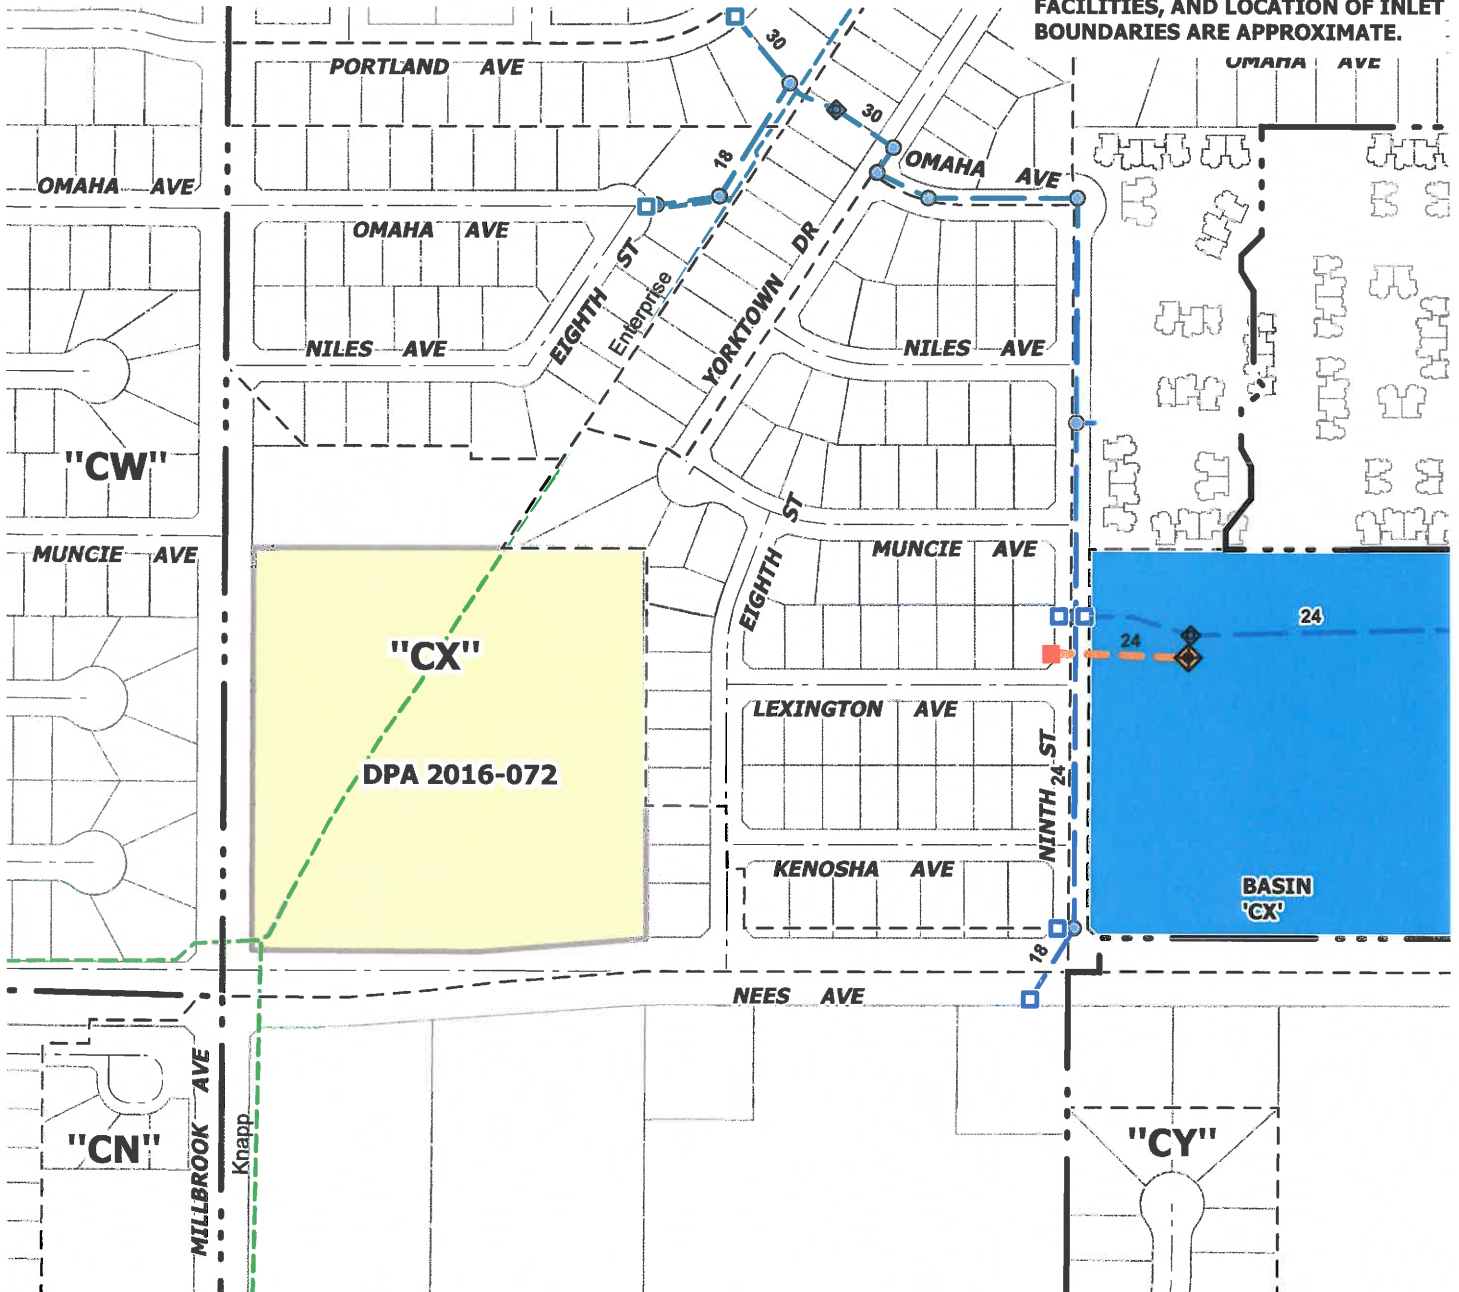 FACILITIES, AND LOCATION OF INLET
BOUNDARIES ARE APPROXIMATE.
30
PORTLAND AVE
OMAHA AVE
30
18
OMAHA AVE
OMAHA AVE
OMAHA AVE
EIGHTH ST
Enterprise
YORKTOWN DR
NILES AVE
NILES AVE
"CW"
MUNCIE AVE
EIGHTH ST
MUNCIE AVE
24
24
"CX"
LEXINGTON AVE
DPA 2016-072
NINTH ST
24
KENOSHA AVE
BASIN
'CX'
18
NEES AVE
MILLBROOK AVE
Knapp
"CN"
"CY"